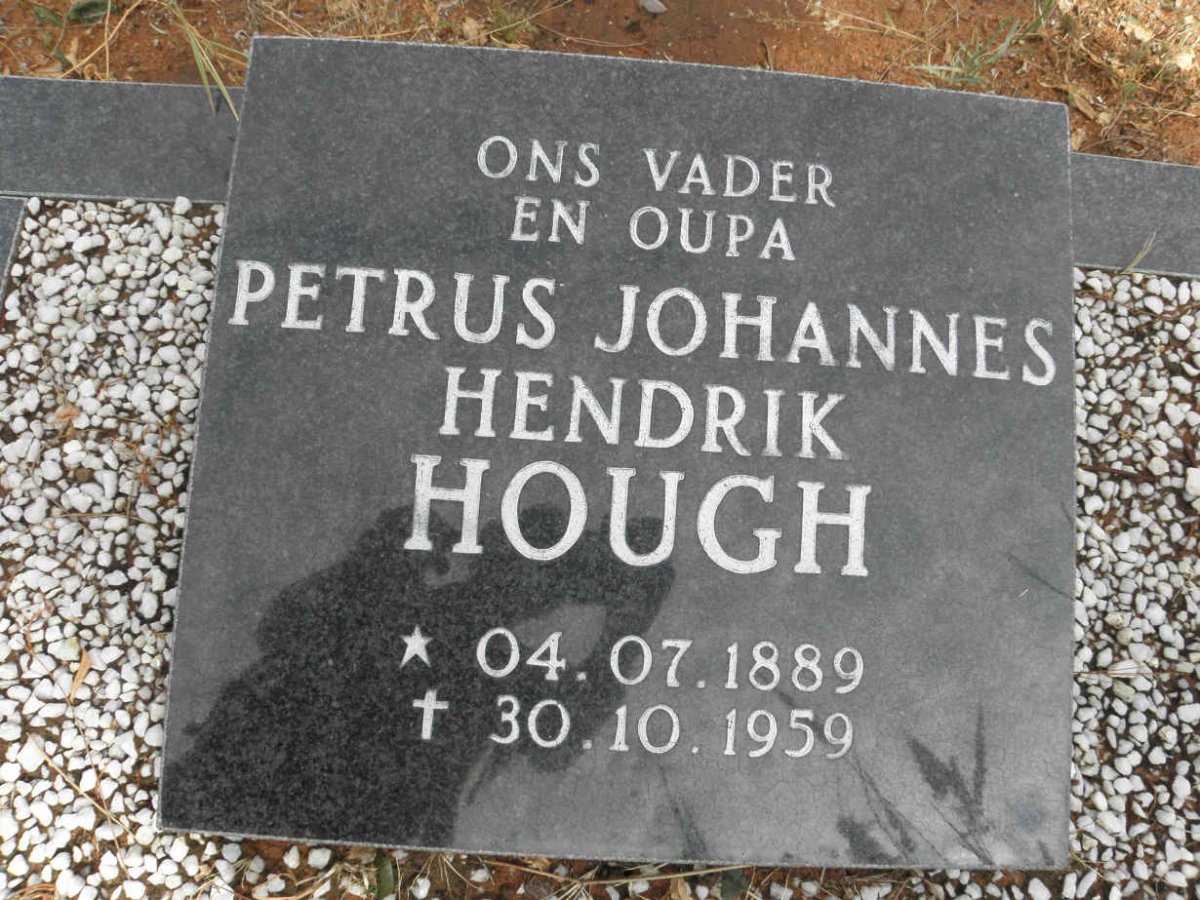 ONS VADER
EN OUPA
PETRUS JOHANNES
HENDRIK
HOUGH
★ 04.07.1889
✝ 30.10.1959